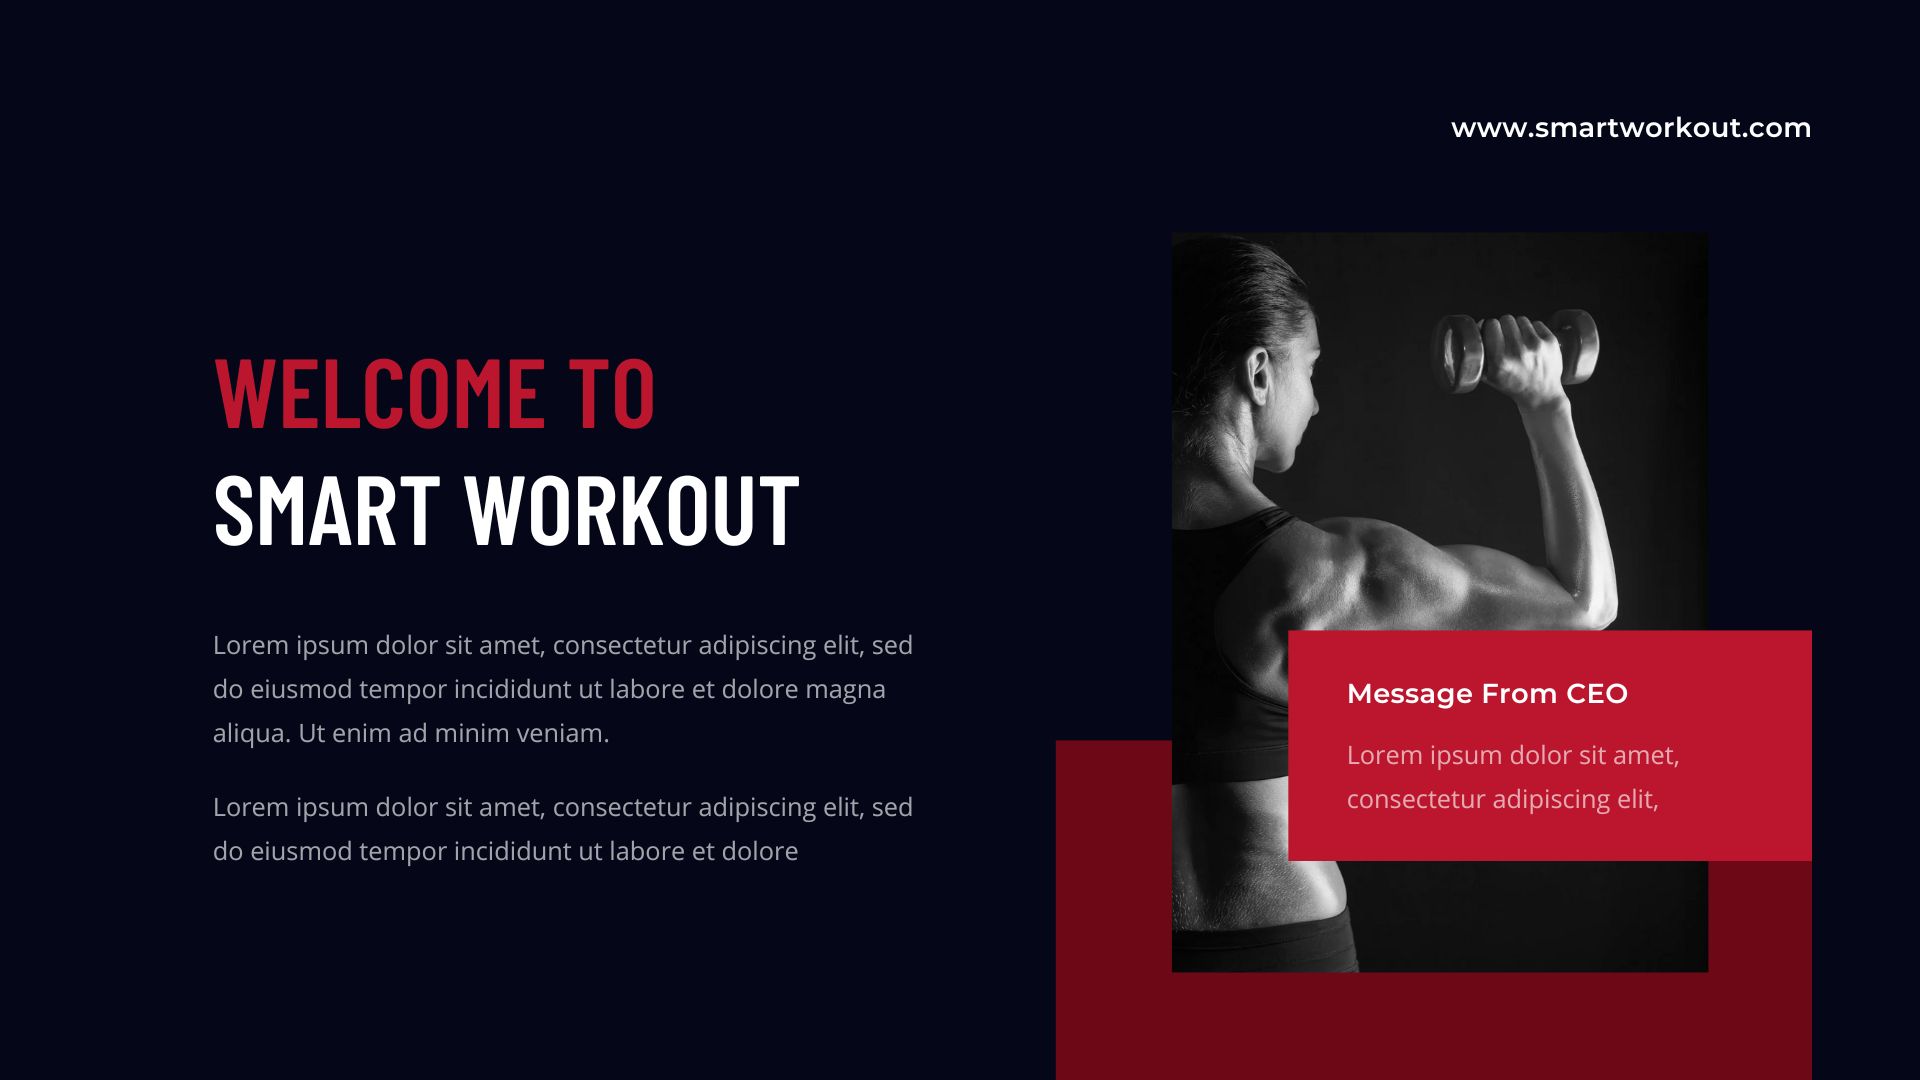 www.smartworkout.com
WELCOME TO
SMART WORKOUT
Lorem ipsum dolor sit amet, consectetur adipiscing elit, sed
do eiusmod tempor incididunt ut labore et dolore magna
aliqua. Ut enim ad minim veniam.
Lorem ipsum dolor sit amet, consectetur adipiscing elit, sed
do eiusmod tempor incididunt ut labore et dolore
Message From CEO
Lorem ipsum dolor sit amet,
consectetur adipiscing elit,